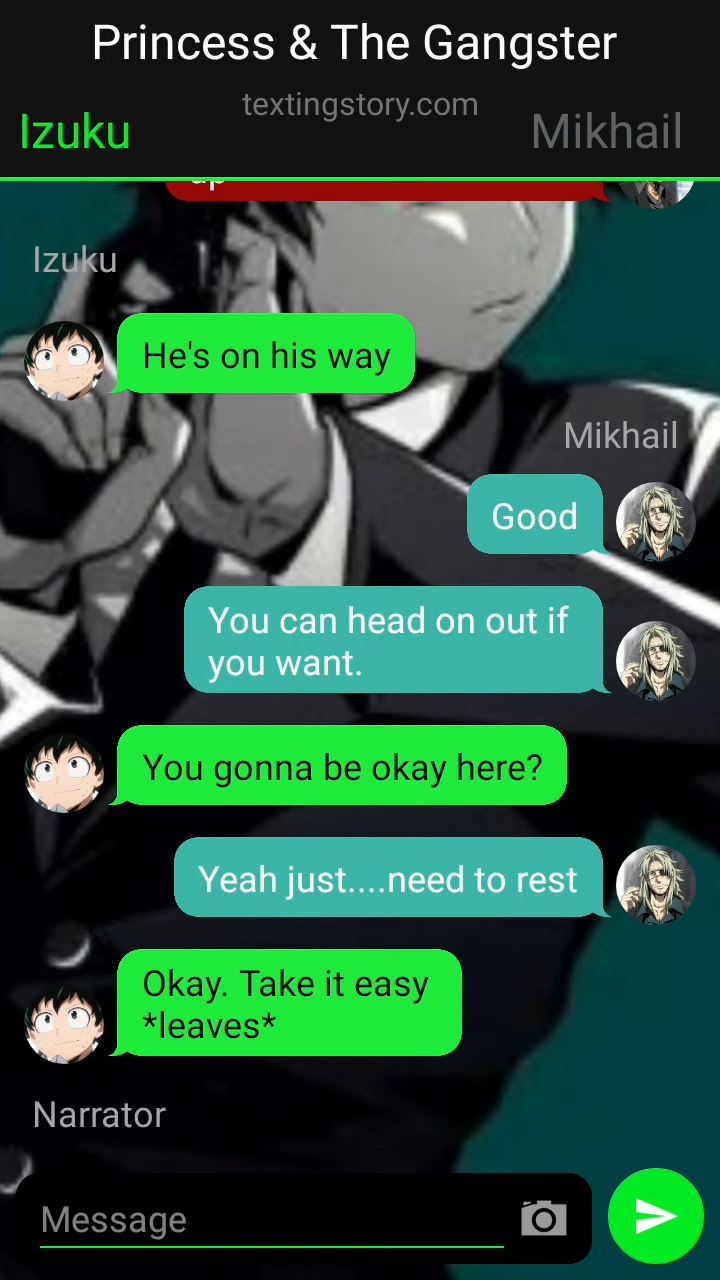 Princess & The Gangster
textingstory.com
Izuku
Mikhail
up
Izuku
He's on his way
Mikhail
Good
You can head on out if
you want.
You gonna be okay here?
Yeah just....need to rest
Okay. Take it easy
*leaves*
Narrator
Message